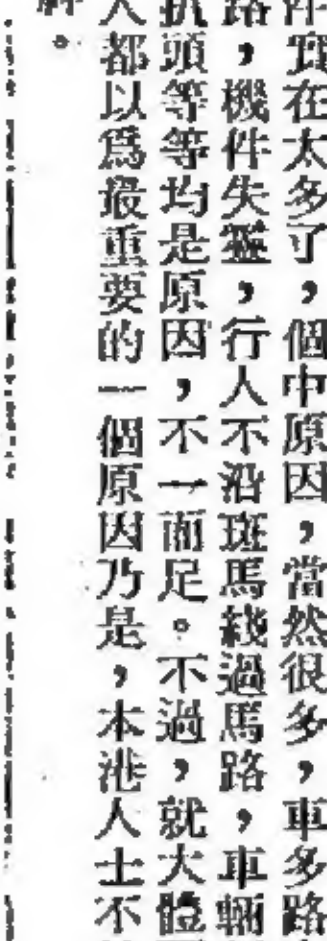 件實在太多了，個中原因，當然很多，車多路
路，機件失靈，行人不沿斑馬綫過馬路，車輛
扒頭等等均是原因，不一而足。不過，就大體
人都以爲最重要的一個原因乃是，本港人士不
解。